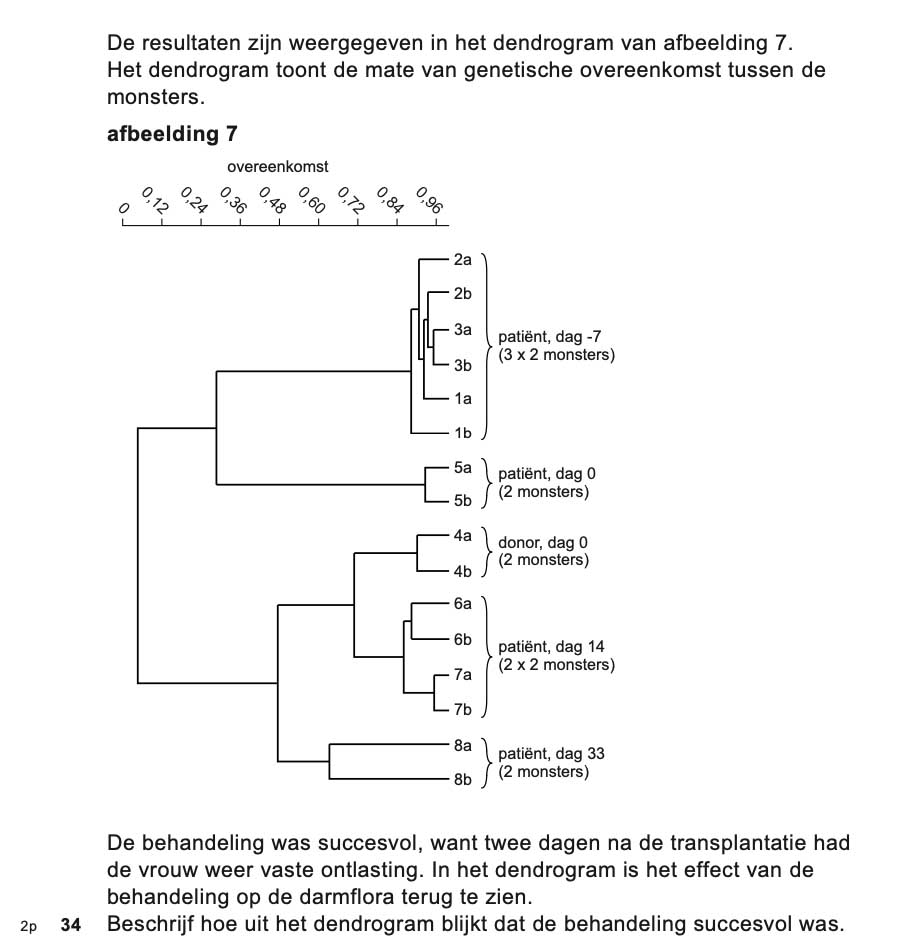 De resultaten zijn weergegeven in het dendrogram van afbeelding 7.
Het dendrogram toont de mate van genetische overeenkomst tussen de
monsters.
afbeelding 7
overeenkomst
0 0,12 0,24 0,36 0,48 0,60 0,72 0,84 0,96
2a
2b
3a
patiënt, dag -7
(3 x 2 monsters)
3b
1a
1b
5a
patiënt, dag 0
(2 monsters)
5b
4a
donor, dag 0
(2 monsters)
4b
6a
6b
patiënt, dag 14
(2 x 2 monsters)
7a
7b
8a
patiënt, dag 33
(2 monsters)
8b
De behandeling was succesvol, want twee dagen na de transplantatie had
de vrouw weer vaste ontlasting. In het dendrogram is het effect van de
behandeling op de darmflora terug te zien.
2p 34 Beschrijf hoe uit het dendrogram blijkt dat de behandeling succesvol was.